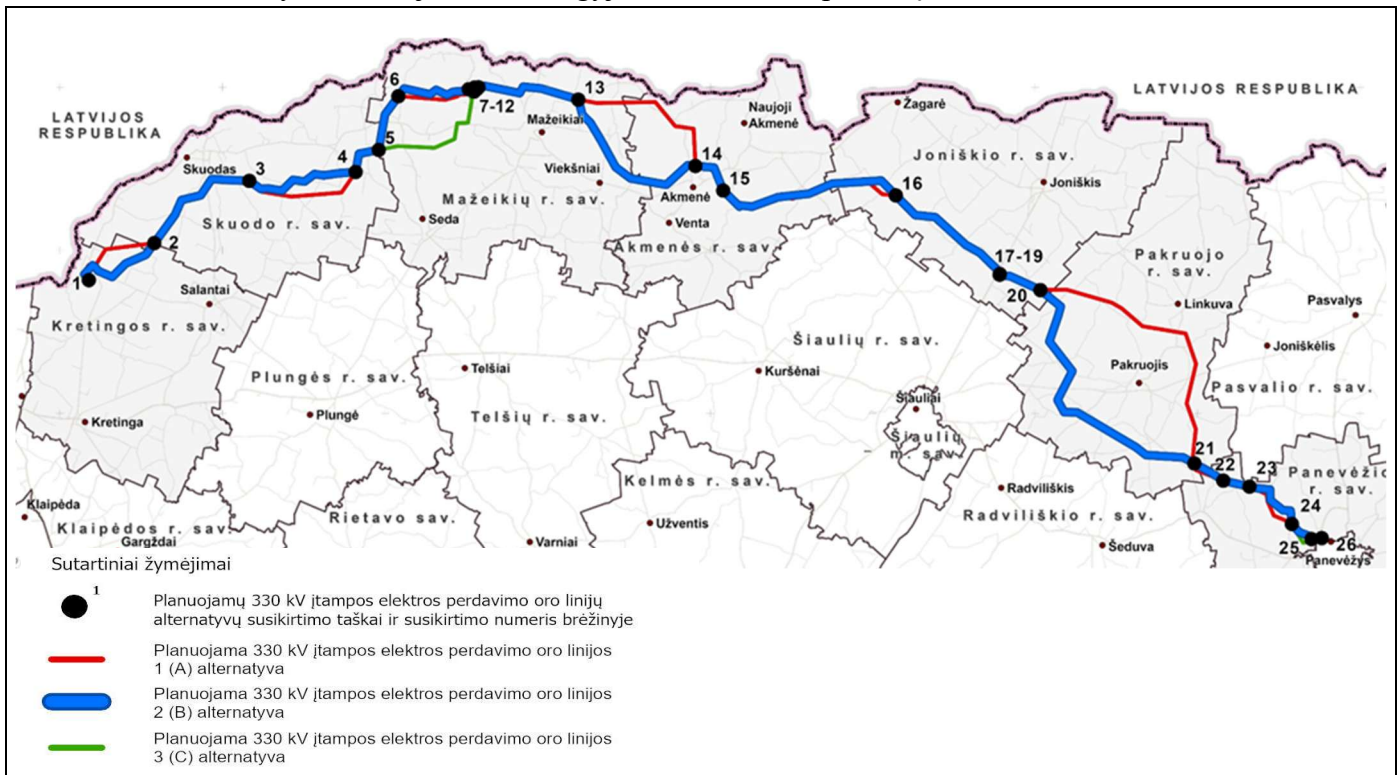 LATVIJOS
RESPUBLIKA
LATVIJOS RESPUBLIKA
6
7-12
13
Mažeikiai
Naujoji
Akmenė
Žagarė
Skuodas
3
4
5
Viekšniai
14
15
Akmenė
Joniškio r. sav.
Joniškis
16
Skuodo r. sav.
Seda
Mažeikių r. sav.
Venta
Akmenės r. sav.
2
1
Salantai
Kretingos r. sav.
17-19
20
Pakruojo
r. sav.
Linkuva
Pasvalys
Joniškėlis
Pasvalio r. sav.
Plungės r. sav.
Plungė
Telšiai
Telšių r. sav.
Šiaulių r. sav.
Kuršėnai
Šiauliai
Šiaulių
m. sav.
Pakruojis
Kretinga
21
22
23
Panevėžio
r. sav.
24
25
26
Panevėžys
Kelmės r. sav.
Užventis
Radviliškis
Radviliškio r. sav.
Šeduva
Klaipėda
Klaipėdos r. sav.
Gargždai
Rietavo sav.
Varniai
Sutartiniai žymėjimai
1
Planuojamų 330 kV įtampos elektros perdavimo oro linijų
alternatyvų susikirtimo taškai ir susikirtimo numeris brėžinyje
Planuojama 330 kV įtampos elektros perdavimo oro linijos
1 (A) alternatyva
Planuojama 330 kV įtampos elektros perdavimo oro linijos
2 (B) alternatyva
Planuojama 330 kV įtampos elektros perdavimo oro linijos
3 (C) alternatyva